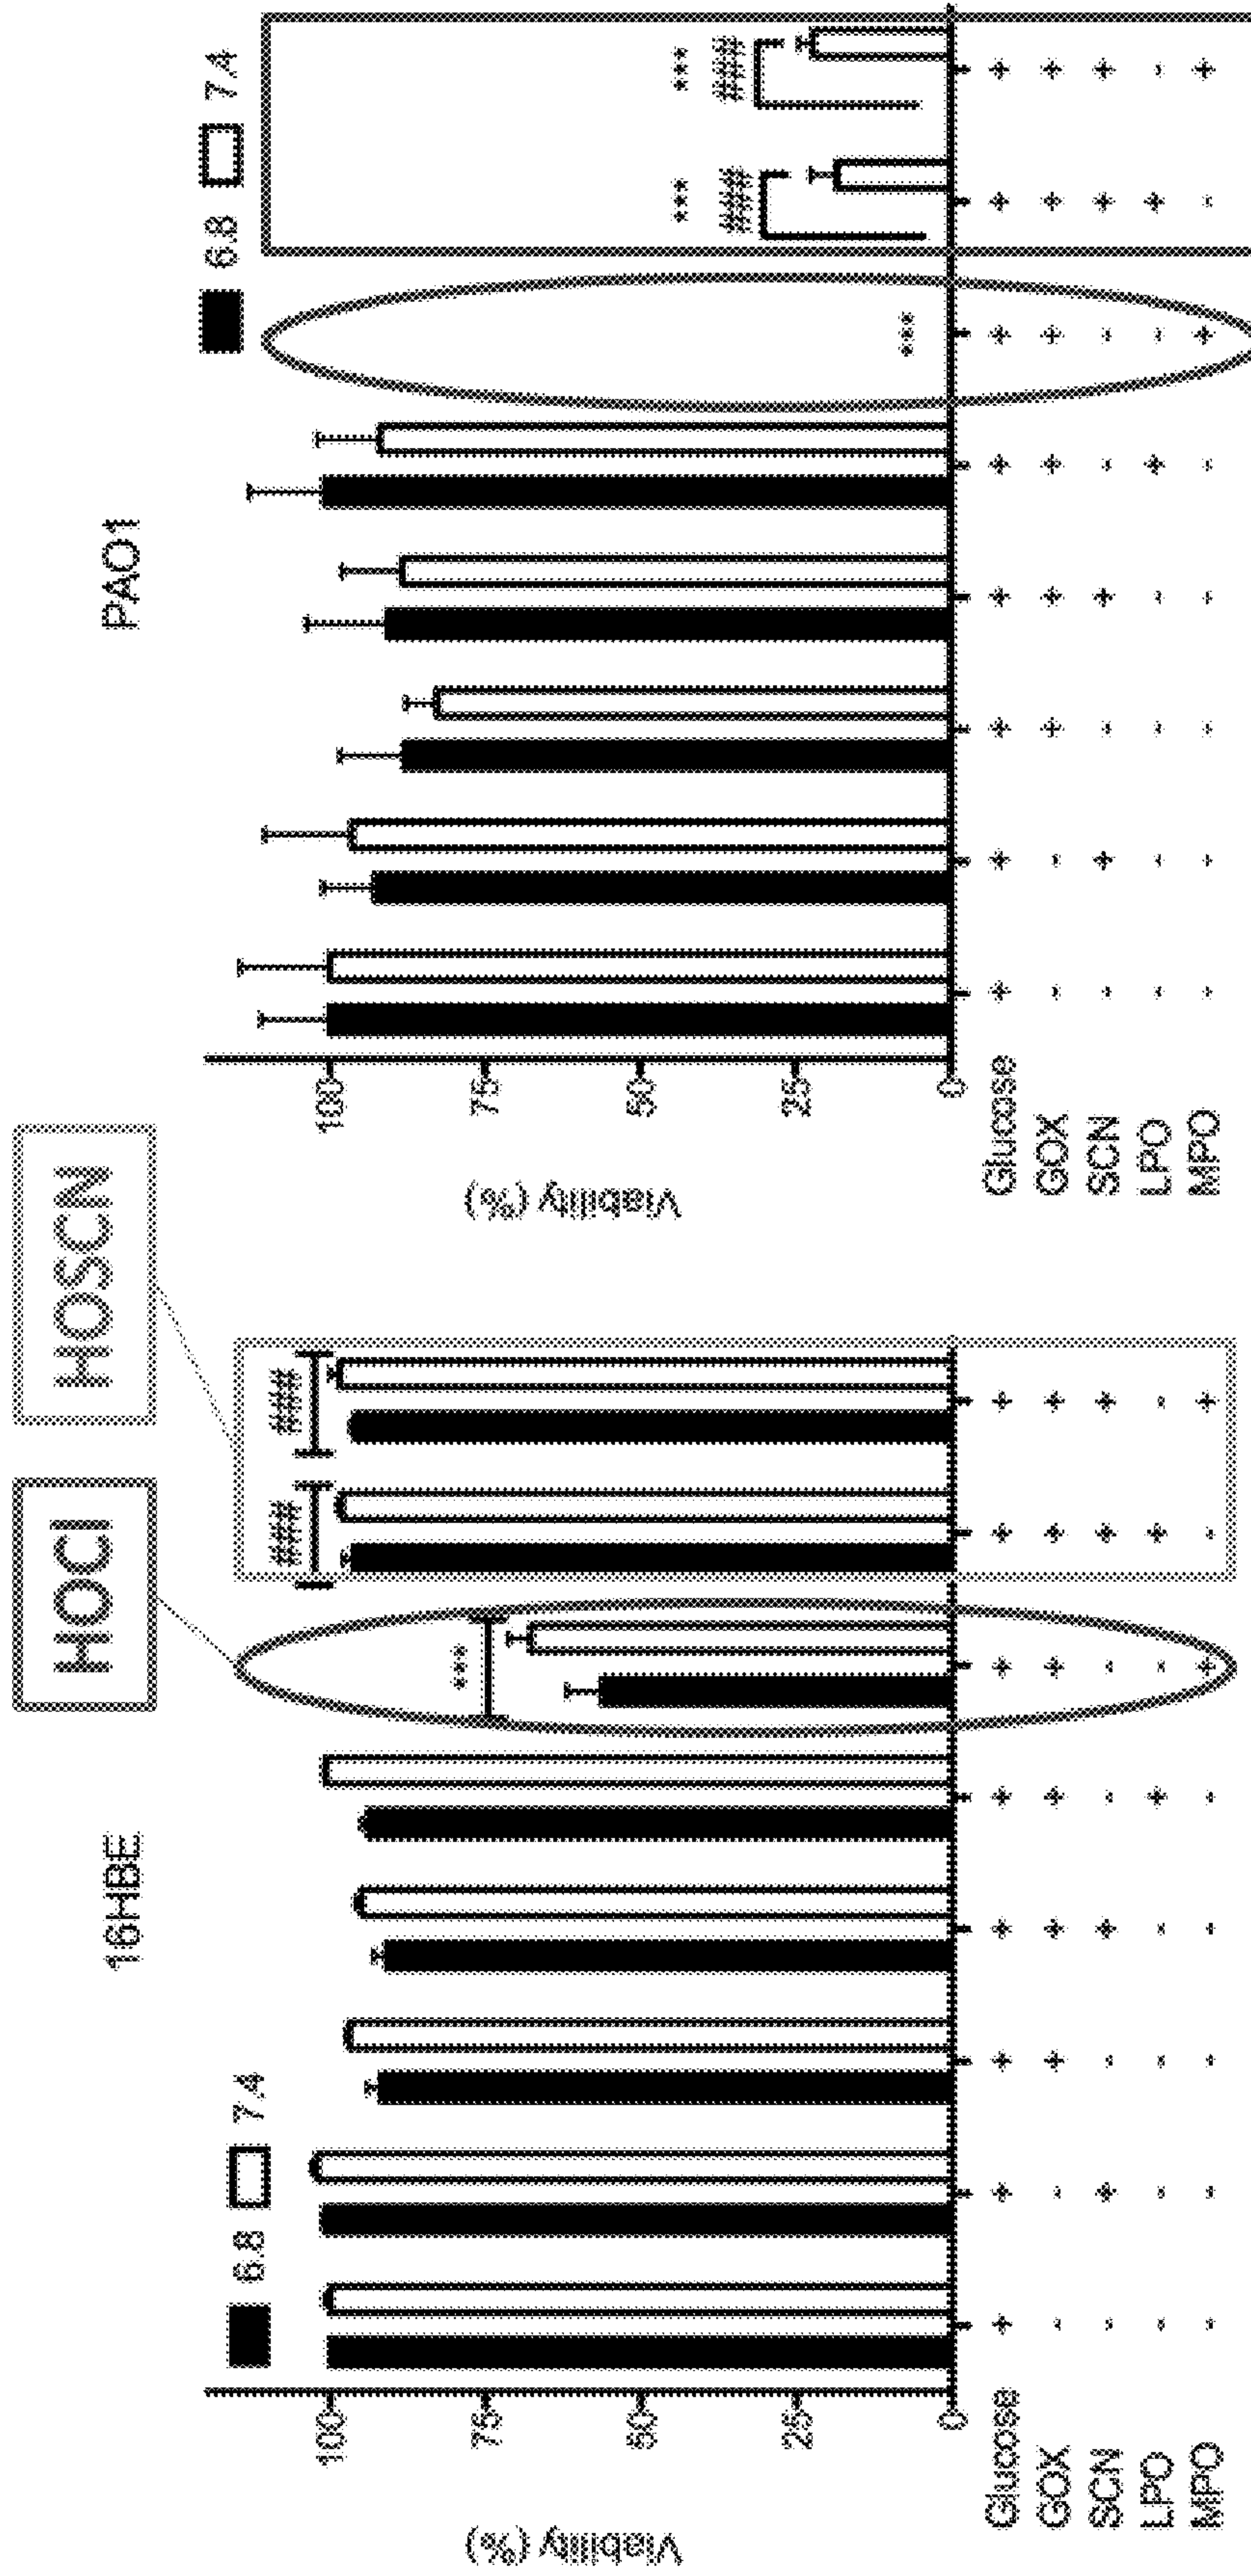 HOCl
HOSCN
16HBE
6.8 7.4
Viability (%)
100
75
50
25
0
***
###
###
Glucose + + + + + + + +
GOX - - + + + + + +
SCN - + - + - - + +
LPO - - - - + - + -
MPO - - - - - + - +
PAO1
6.8 7.4
Viability (%)
100
75
50
25
0
***
***
###
***
###
Glucose + + + + + + + +
GOX - - + + + + + +
SCN - + - + - - + +
LPO - - - - + - + -
MPO - - - - - + - +